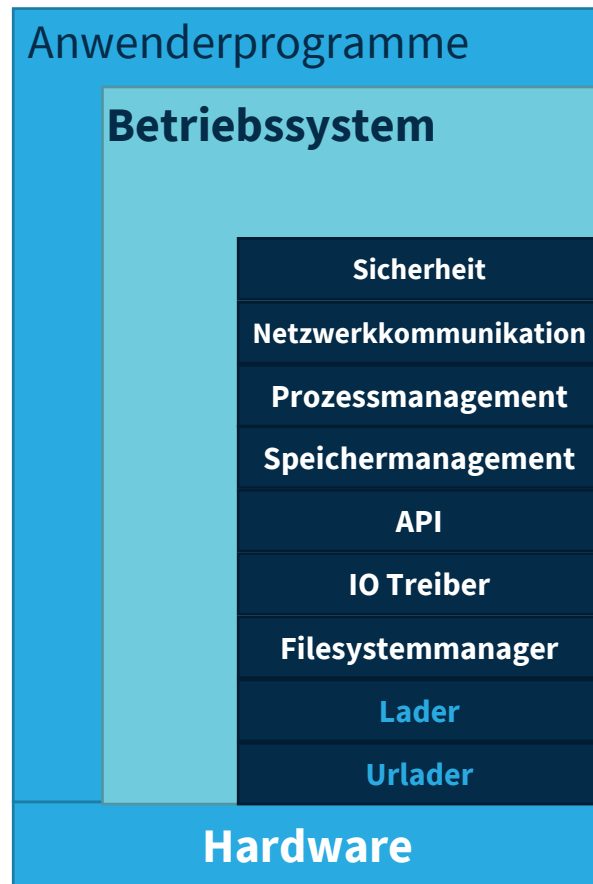 Anwenderprogramme
Betriebssystem
Sicherheit
Netzwerkkommunikation
Prozessmanagement
Speichermanagement
API
IO Treiber
Filesystemmanager
Lader
Urlader
Hardware